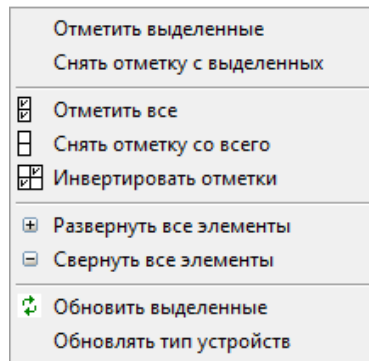 Отметить выделенные
Снять отметку с выделенных
Отметить все
Снять отметку со всего
Инвертировать отметки
Развернуть все элементы
Свернуть все элементы
Обновить выделенные
Обновлять тип устройств